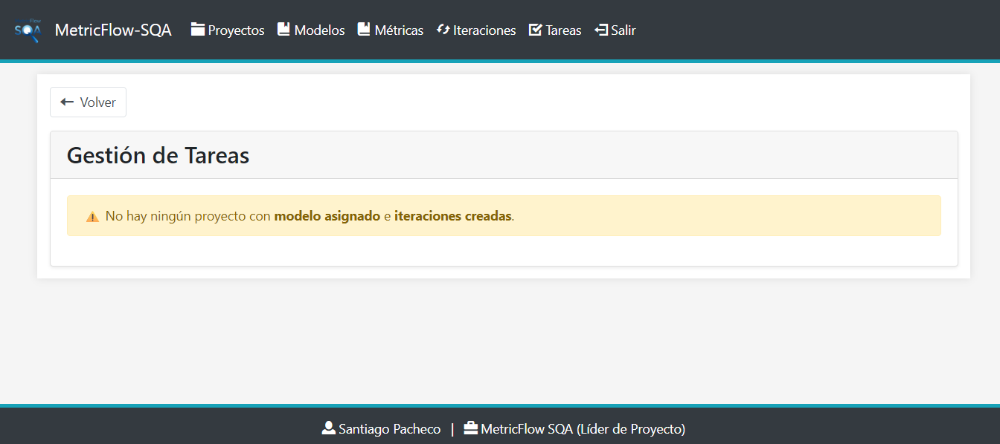 Flow
SQA
MetricFlow-SQA Proyectos Modelos Métricas Iteraciones Tareas Salir
Volver
Gestión de Tareas
No hay ningún proyecto con modelo asignado e iteraciones creadas.
Santiago Pacheco | MetricFlow SQA (Líder de Proyecto)